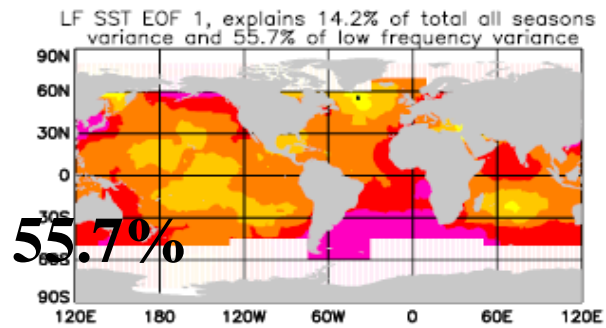 LF SST EOF 1, explains 14.2% of total all seasons
variance and 55.7% of low frequency variance
90N
60N
30N
0
30S
55.7%
60S
90S
120E 180 120W 60W 0 60E 120E